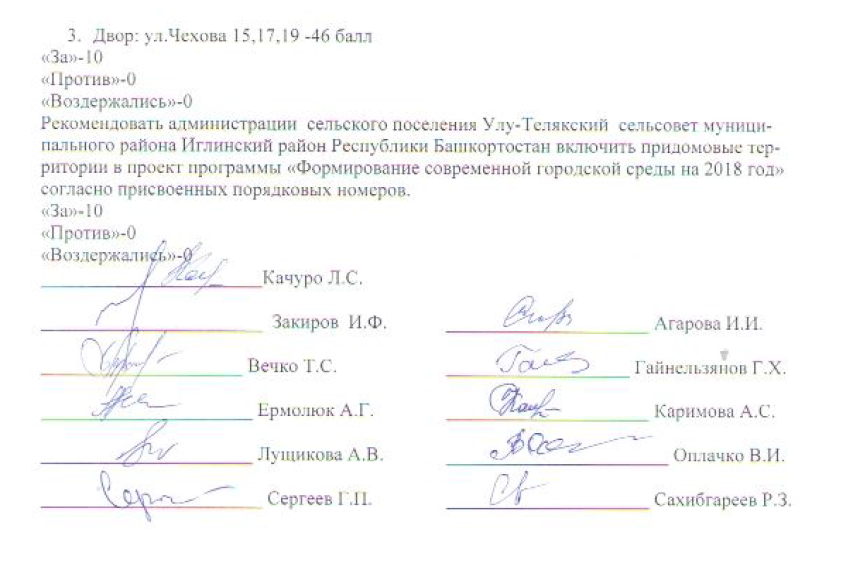 3. Двор: ул.Чехова 15,17,19 -46 балл
«За»-10
«Против»-0
«Воздержались»-0
Рекомендовать администрации сельского поселения Улу-Телякский сельсовет муници-
пального района Иглинский район Республики Башкортостан включить придомовые тер-
ритории в проект программы «Формирование современной городской среды на 2018 год»
согласно присвоенных порядковых номеров.
«За»-10
«Против»-0
«Воздержались»-0
Качуро Л.С.
Закиров И.Ф. Агарова И.И.
Вечко Т.С. Гайнельзянов Г.Х.
Ермолюк А.Г. Каримова А.С.
Лущикова А.В. Оплачко В.И.
Сергеев Г.П. Сахибгареев Р.З.